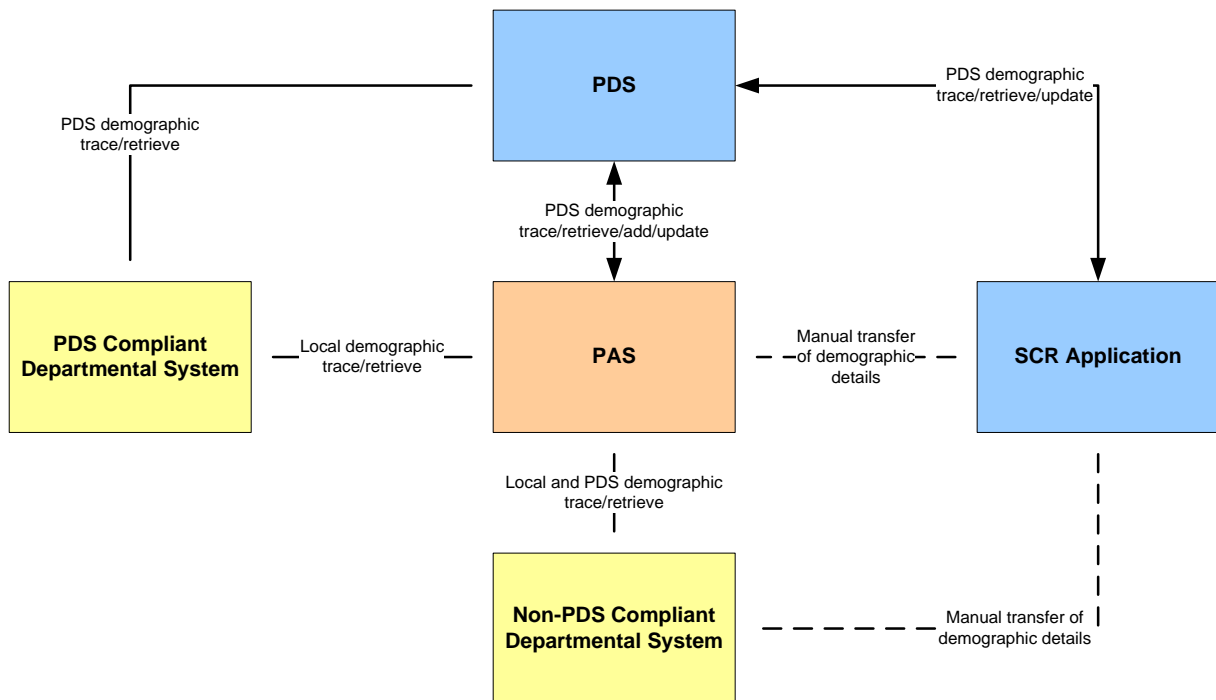 PDS
PDS demographic
trace/retrieve/update
PDS demographic
trace/retrieve
PDS demographic
trace/retrieve/add/update
PDS Compliant
Departmental System
Local demographic
trace/retrieve
PAS
Manual transfer
of demographic
details
SCR Application
Local and PDS demographic
trace/retrieve
Non-PDS Compliant
Departmental System
Manual transfer of
demographic details